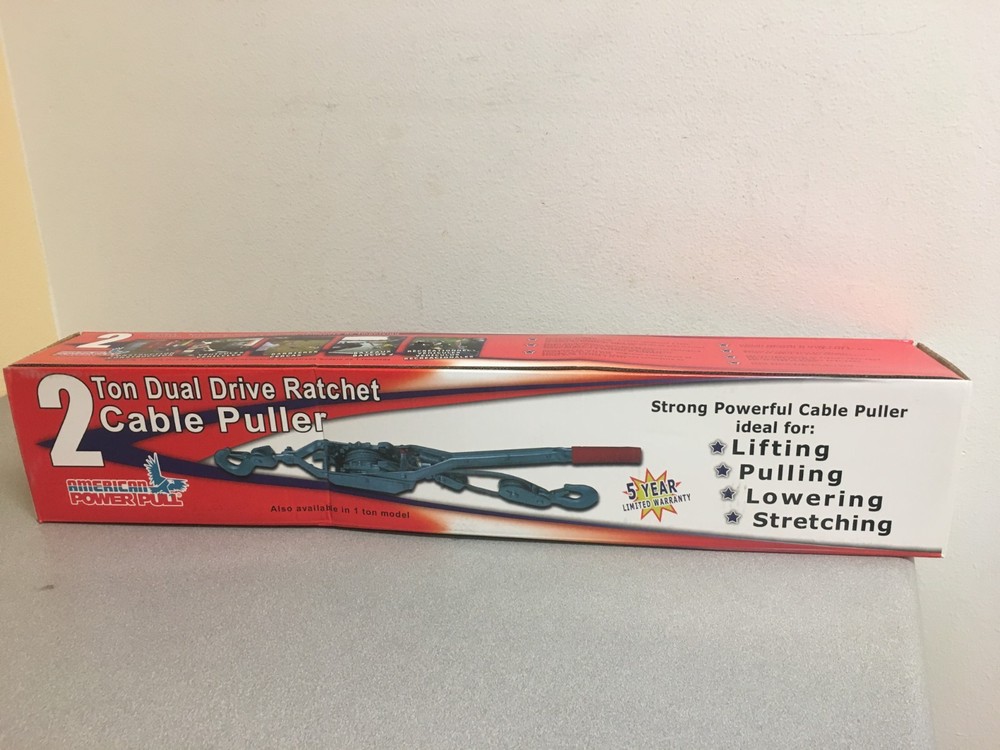 2
2
Ton Dual Drive Ratchet
Cable Puller
AMERICAN
POWER PULL
Also available in 1 ton model
5 YEAR
LIMITED WARRANTY
Strong Powerful Cable Puller
ideal for:
Lifting
Pulling
Lowering
Stretching